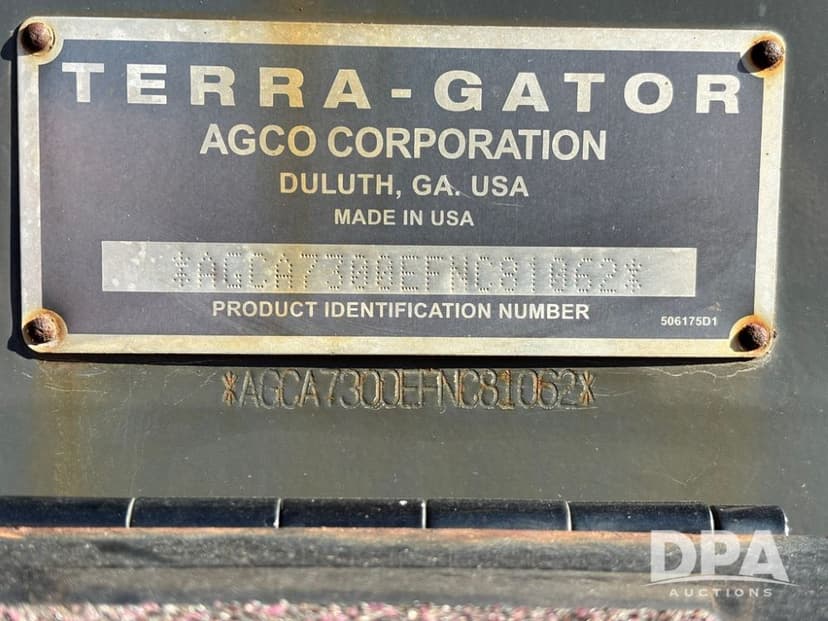 TERRA-GATOR
AGCO CORPORATION
DULUTH, GA. USA
MADE IN USA
*AGCA7300EFNC81062*
PRODUCT IDENTIFICATION NUMBER
506175D1
*AGCA7300EFNC81062*
DPA
AUCTIONS